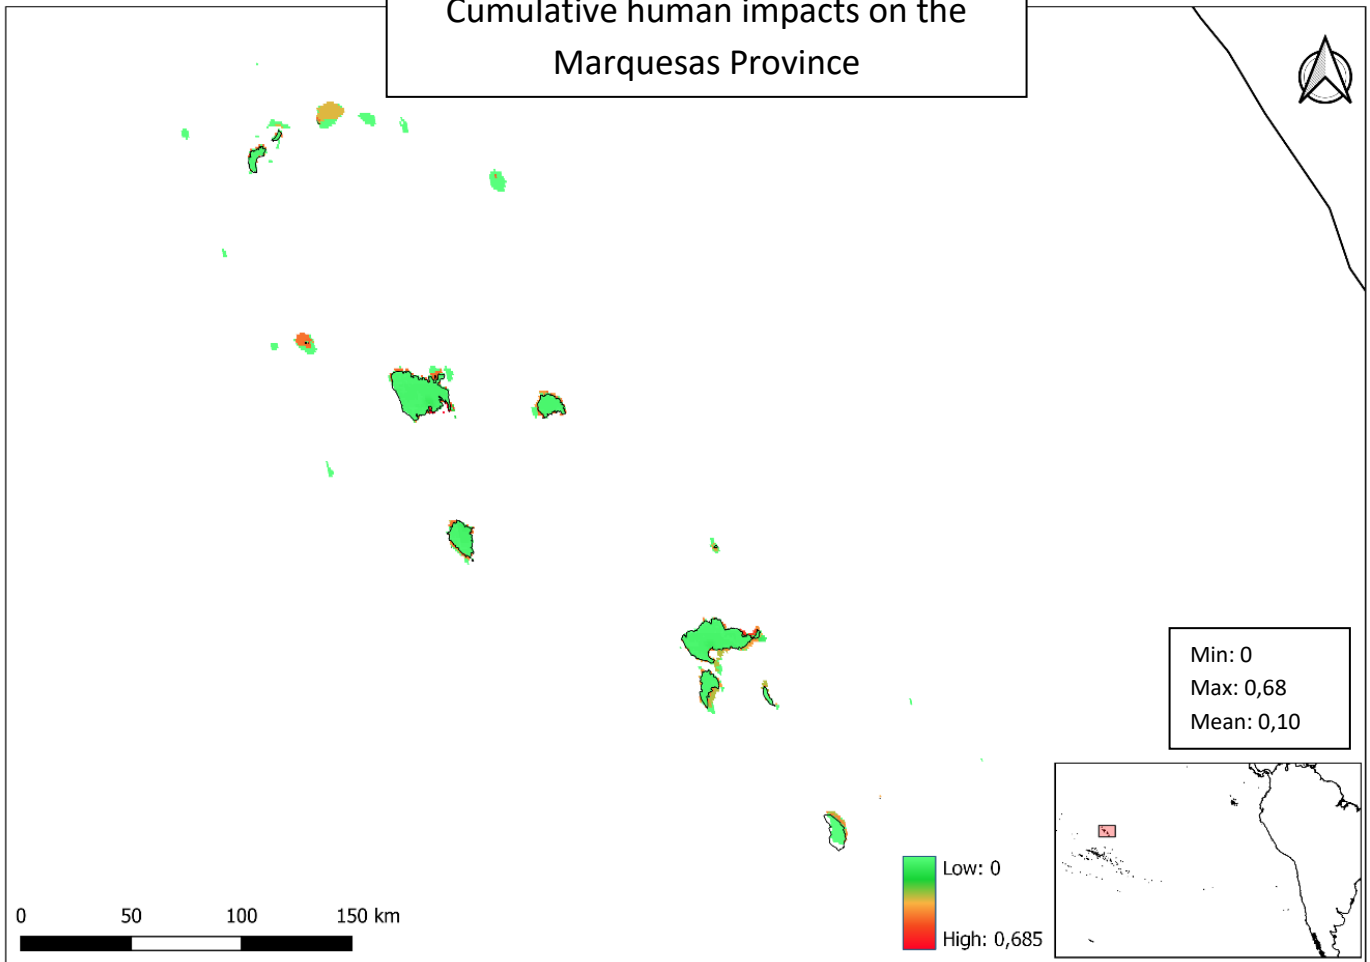 Cumulative human impacts on the
Marquesas Province
Min: 0
Max: 0,68
Mean: 0,10
Low: 0
High: 0,685
0 50 100 150 km